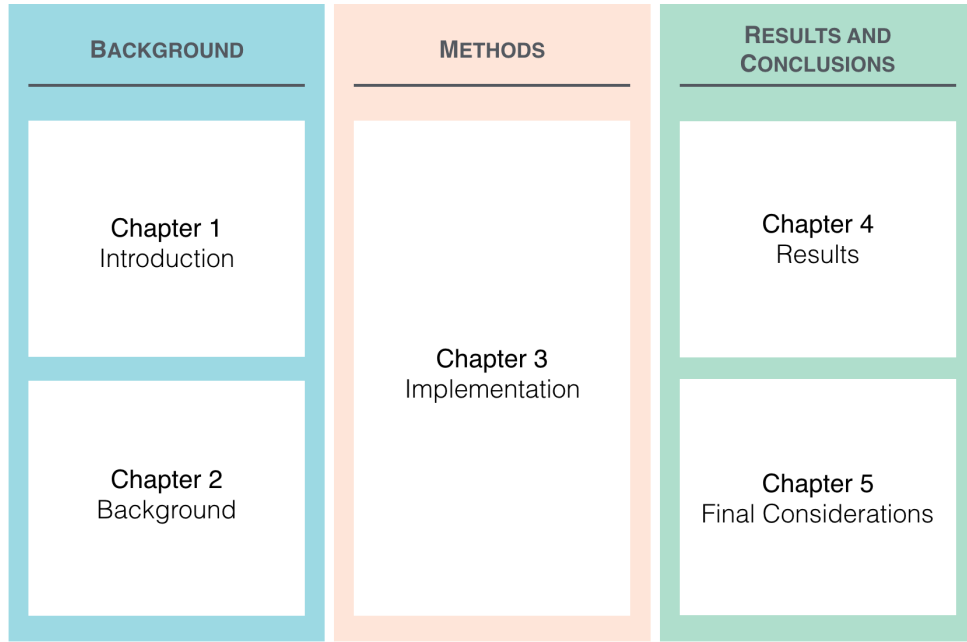 BACKGROUND
Chapter 1
Introduction
Chapter 2
Background
METHODS
Chapter 3
Implementation
RESULTS AND
CONCLUSIONS
Chapter 4
Results
Chapter 5
Final Considerations